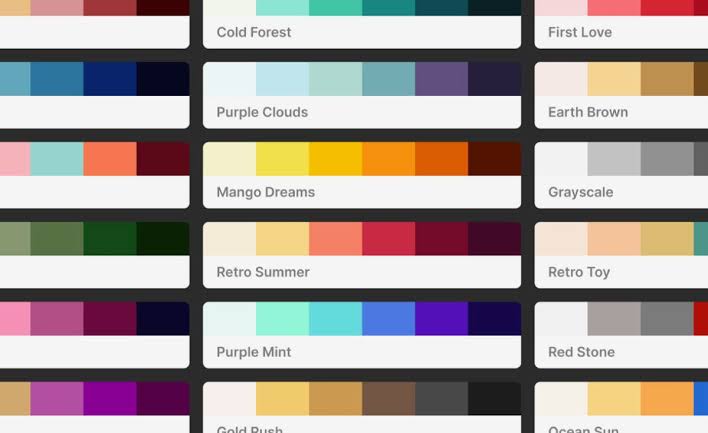 Cold Forest
First Love
Purple Clouds
Earth Brown
Mango Dreams
Grayscale
Retro Summer
Retro Toy
Purple Mint
Red Stone
Gold Rush
Ocean Sun